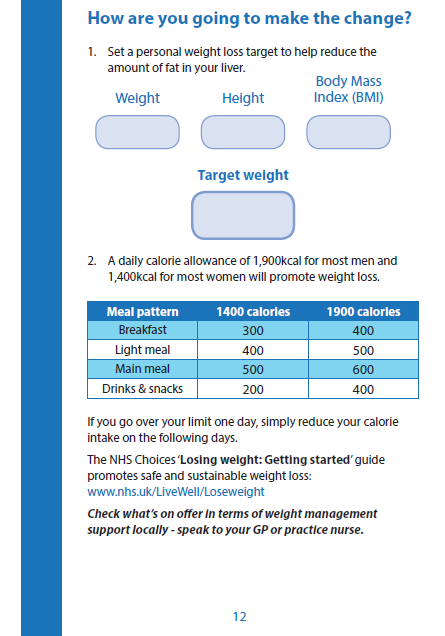 How are you going to make the change?
1. Set a personal weight loss target to help reduce the
amount of fat in your liver.
Weight Height Body Mass
Index (BMI)
Target weight
2. A daily calorie allowance of 1,900kcal for most men and
1,400kcal for most women will promote weight loss.
Meal pattern 1400 calories 1900 calories
Breakfast 300 400
Light meal 400 500
Main meal 500 600
Drinks & snacks 200 400
If you go over your limit one day, simply reduce your calorie
intake on the following days.
The NHS Choices ‘Losing weight: Getting started’ guide
promotes safe and sustainable weight loss:
www.nhs.uk/LiveWell/Loseweight
Check what’s on offer in terms of weight management
support locally - speak to your GP or practice nurse.
12